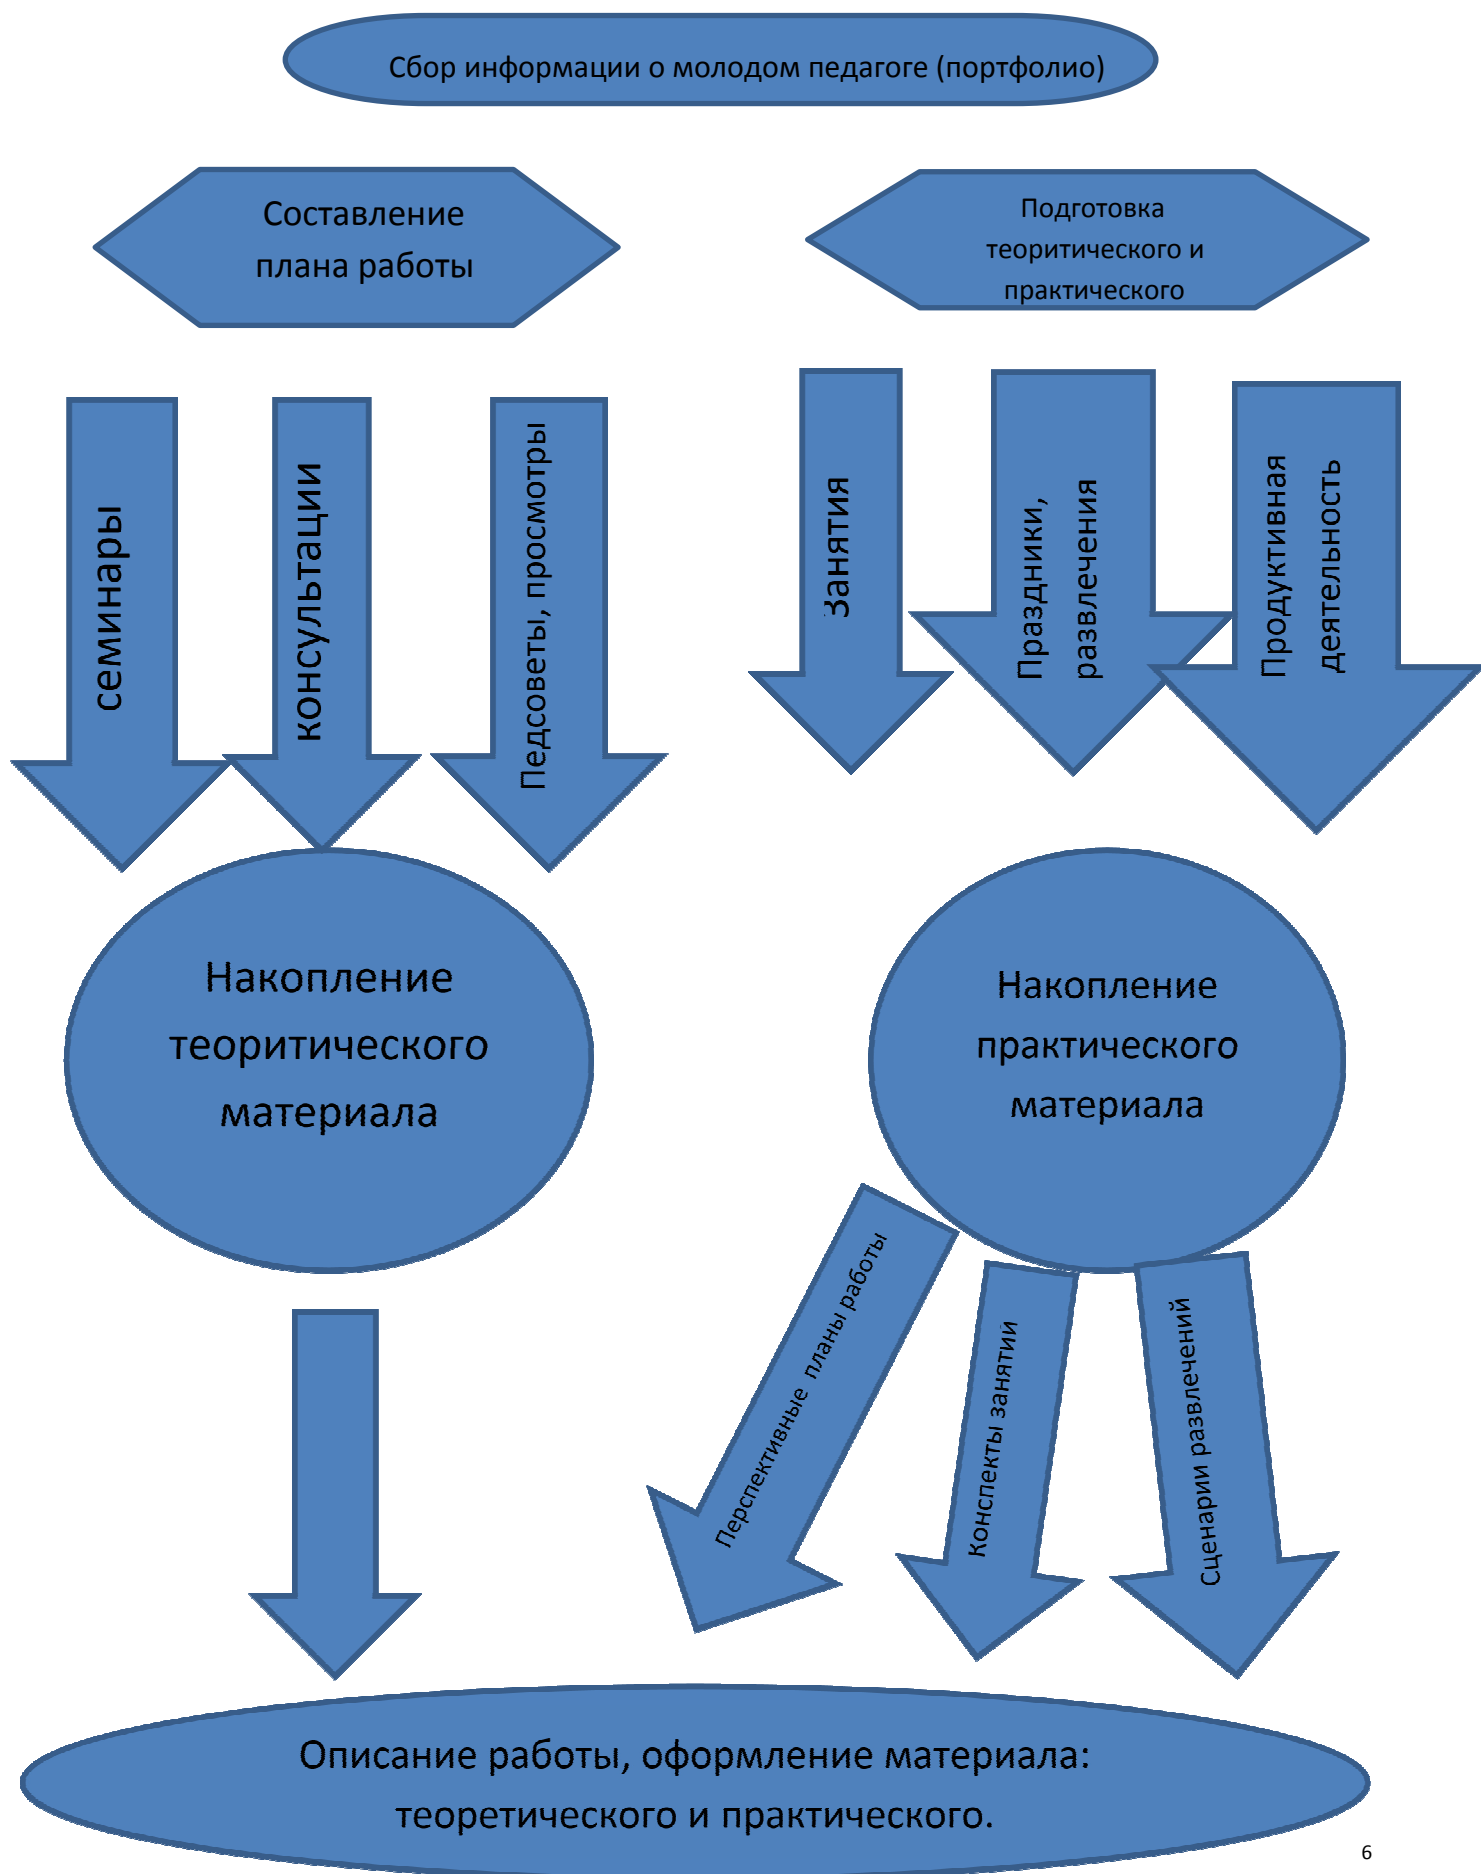 Сбор информации о молодом педагоге (портфолио)
Составление
плана работы
Подготовка
теоритического и
практического
семинары
консультации
Педсоветы, просмотры
Занятия
Праздники,
развлечения
Продуктивная
деятельность
Накопление
теоритического
материала
Накопление
практического
материала
Перспективные планы работы
Конспекты занятий
Сценарии развлечений
Описание работы, оформление материала:
теоретического и практического.
6